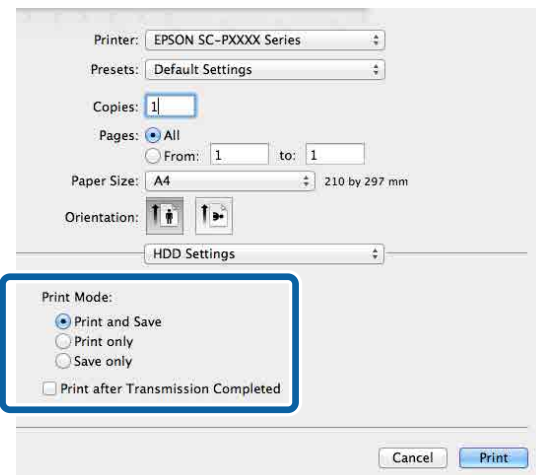 Printer: EPSON SC-PXXXX Series
Presets: Default Settings
Copies: 1
Pages: All
From: 1 to: 1
Paper Size: A4 210 by 297 mm
Orientation:
HDD Settings
Print Mode:
Print and Save
Print only
Save only
Print after Transmission Completed
Cancel Print